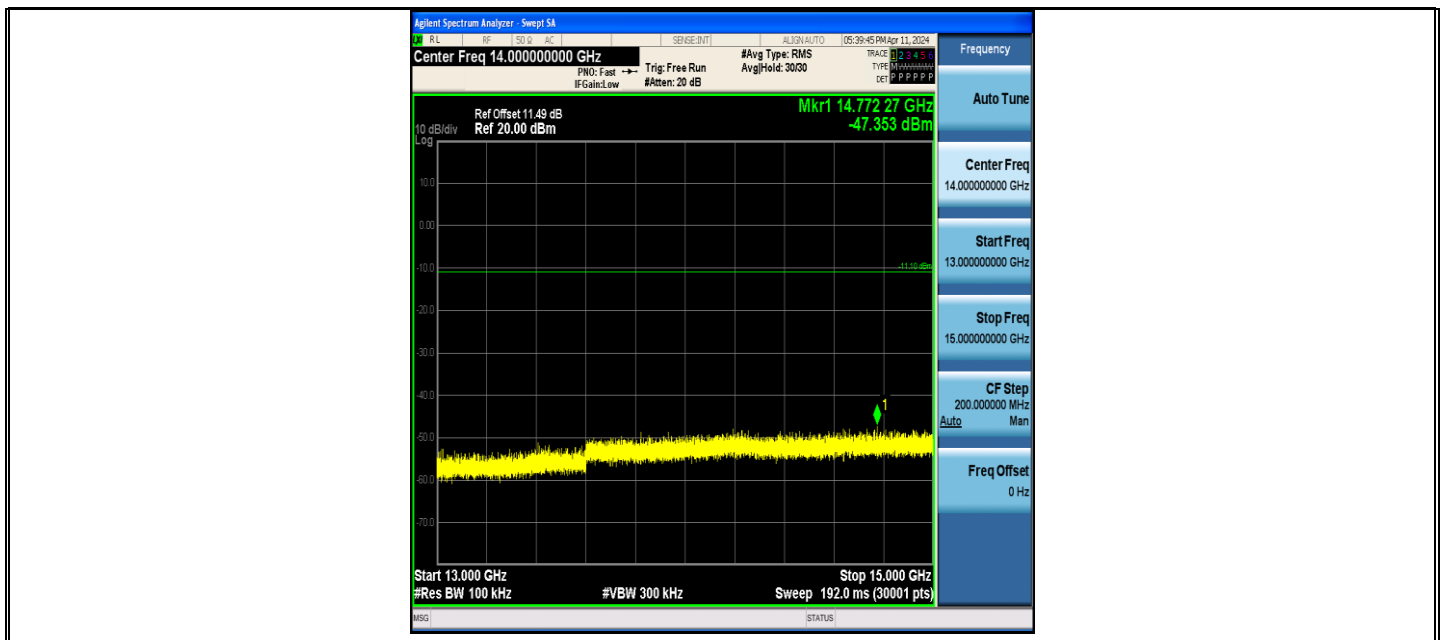 Agilent Spectrum Analyzer - Swept SA
RL RF 50 Ω AC SENSE:INT ALIGN AUTO 05:39:45 PM Apr 11, 2024
Center Freq 14.000000000 GHz
PNO: Fast
IFGain:Low
Trig: Free Run
#Atten: 20 dB
#Avg Type: RMS
Avg|Hold: 30/30
TRACE 1 2 3 4 5 6
TYPE
DET P P P P P P
Mkr1 14.772 27 GHz
-47.353 dBm
Ref Offset 11.49 dB
10 dB/div Ref 20.00 dBm
Log
10.0
0.00
-10.0
-11.18 dBm
-20.0
-30.0
-40.0
1
-50.0
-60.0
-70.0
Start 13.000 GHz Stop 15.000 GHz
#Res BW 100 kHz #VBW 300 kHz Sweep 192.0 ms (30001 pts)
MSG STATUS
Frequency
Auto Tune
Center Freq
14.000000000 GHz
Start Freq
13.000000000 GHz
Stop Freq
15.000000000 GHz
CF Step
200.000000 MHz
Auto Man
Freq Offset
0 Hz